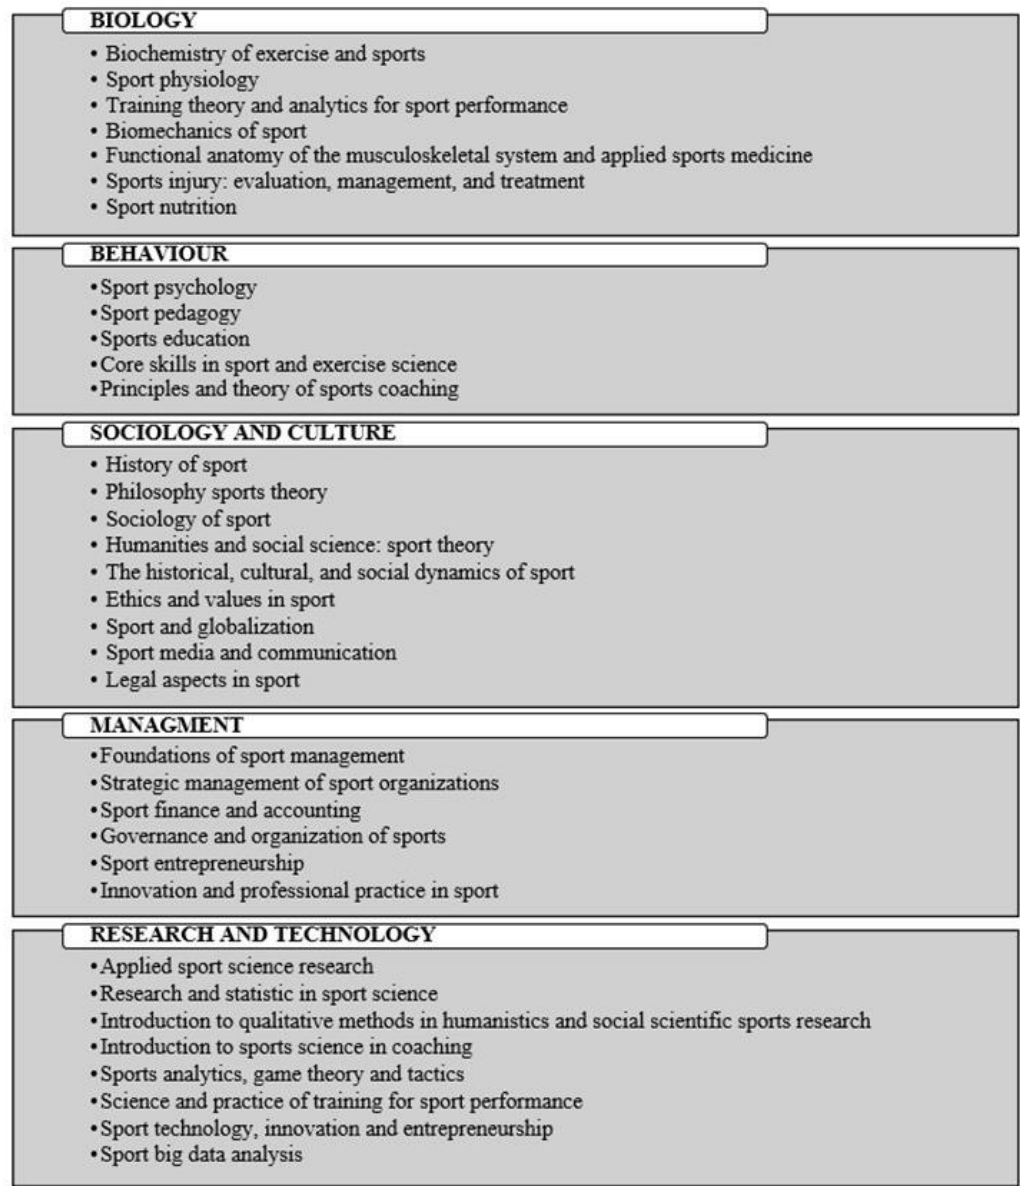 BIOLOGY
• Biochemistry of exercise and sports
• Sport physiology
• Training theory and analytics for sport performance
• Biomechanics of sport
• Functional anatomy of the musculoskeletal system and applied sports medicine
• Sports injury: evaluation, management, and treatment
• Sport nutrition
BEHAVIOUR
•Sport psychology
•Sport pedagogy
•Sports education
•Core skills in sport and exercise science
•Principles and theory of sports coaching
SOCIOLOGY AND CULTURE
• History of sport
• Philosophy sports theory
• Sociology of sport
• Humanities and social science: sport theory
• The historical, cultural, and social dynamics of sport
• Ethics and values in sport
• Sport and globalization
• Sport media and communication
• Legal aspects in sport
MANAGMENT
•Foundations of sport management
•Strategic management of sport organizations
•Sport finance and accounting
•Governance and organization of sports
•Sport entrepreneurship
•Innovation and professional practice in sport
RESEARCH AND TECHNOLOGY
•Applied sport science research
•Research and statistic in sport science
•Introduction to qualitative methods in humanistics and social scientific sports research
•Introduction to sports science in coaching
•Sports analytics, game theory and tactics
•Science and practice of training for sport performance
•Sport technology, innovation and entrepreneurship
•Sport big data analysis